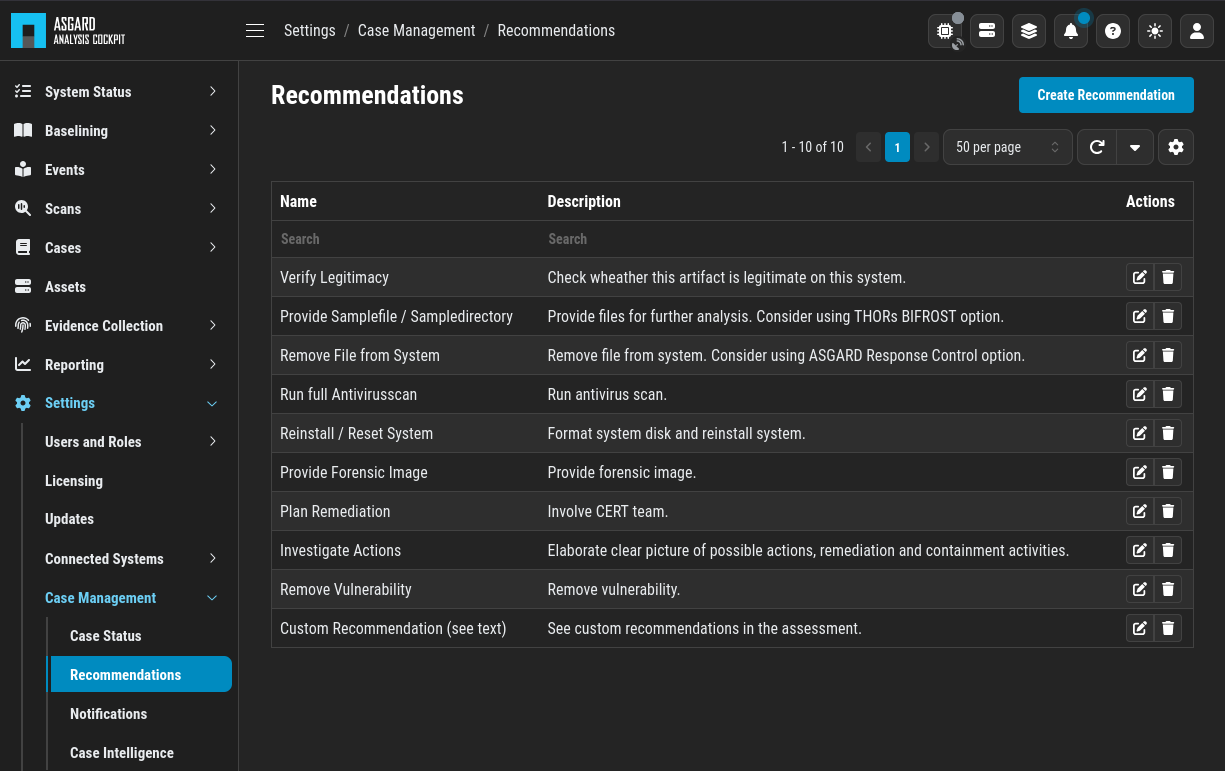 ASGARD
ANALYSIS COCKPIT
Settings / Case Management / Recommendations
System Status
Baselining
Events
Scans
Cases
Assets
Evidence Collection
Reporting
Settings
Users and Roles
Licensing
Updates
Connected Systems
Case Management
Case Status
Recommendations
Notifications
Case Intelligence
Recommendations
Create Recommendation
1 - 10 of 10
1
50 per page
Name Description Actions
Search Search
Verify Legitimacy Check wheather this artifact is legitimate on this system.
Provide Samplefile / Sampledirectory Provide files for further analysis. Consider using THORs BIFROST option.
Remove File from System Remove file from system. Consider using ASGARD Response Control option.
Run full Antivirusscan Run antivirus scan.
Reinstall / Reset System Format system disk and reinstall system.
Provide Forensic Image Provide forensic image.
Plan Remediation Involve CERT team.
Investigate Actions Elaborate clear picture of possible actions, remediation and containment activities.
Remove Vulnerability Remove vulnerability.
Custom Recommendation (see text) See custom recommendations in the assessment.